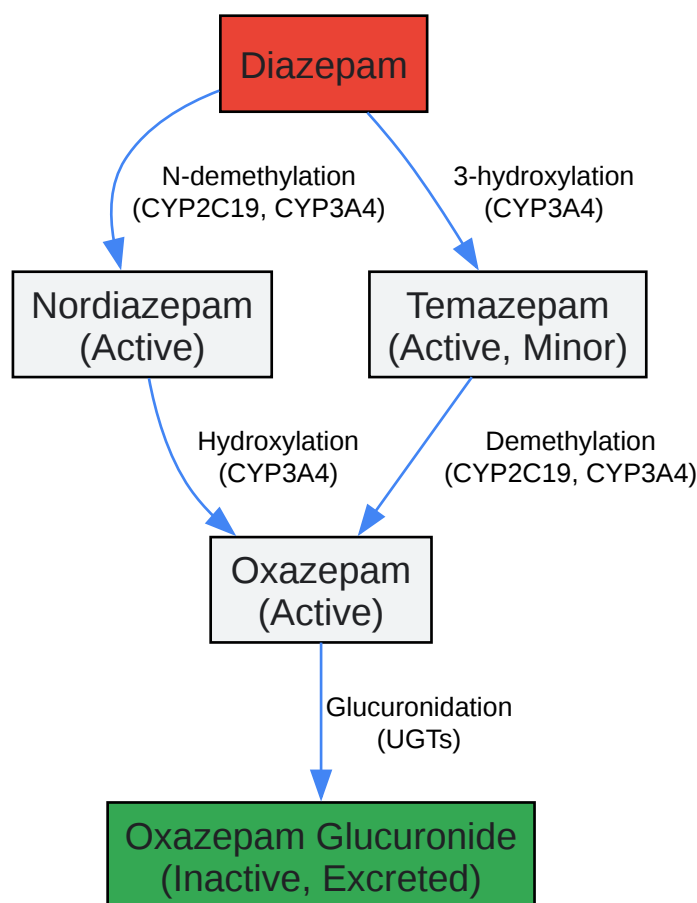 Diazepam
N-demethylation
(CYP2C19, CYP3A4)
3-hydroxylation
(CYP3A4)
Nordiazepam
(Active)
Temazepam
(Active, Minor)
Hydroxylation
(CYP3A4)
Demethylation
(CYP2C19, CYP3A4)
Oxazepam
(Active)
Glucuronidation
(UGTs)
Oxazepam Glucuronide
(Inactive, Excreted)